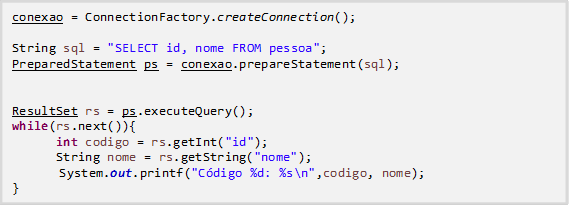 conexao = ConnectionFactory.createConnection();
String sql = "SELECT id, nome FROM pessoa";
PreparedStatement ps = conexao.prepareStatement(sql);
ResultSet rs = ps.executeQuery();
while(rs.next()){
int codigo = rs.getInt("id");
String nome = rs.getString("nome");
System.out.printf("Código %d: %s\n",codigo, nome);
}